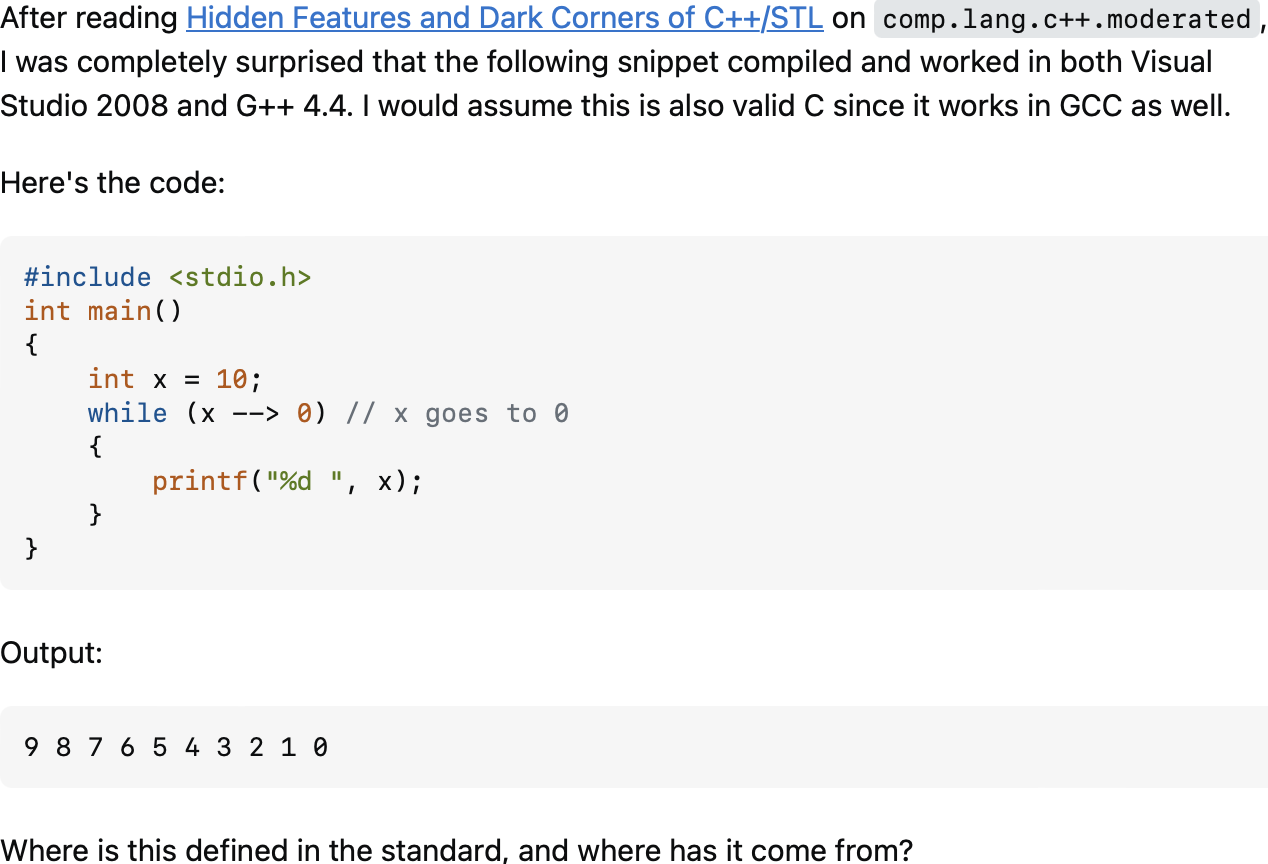 After reading Hidden Features and Dark Corners of C++/STL on comp.lang.c++.moderated,
I was completely surprised that the following snippet compiled and worked in both Visual
Studio 2008 and G++ 4.4. I would assume this is also valid C since it works in GCC as well.
Here's the code:
#include <stdio.h>
int main()
{
    int x = 10;
    while (x --> 0) // x goes to 0
    {
        printf("%d ", x);
    }
}
Output:
9 8 7 6 5 4 3 2 1 0
Where is this defined in the standard, and where has it come from?